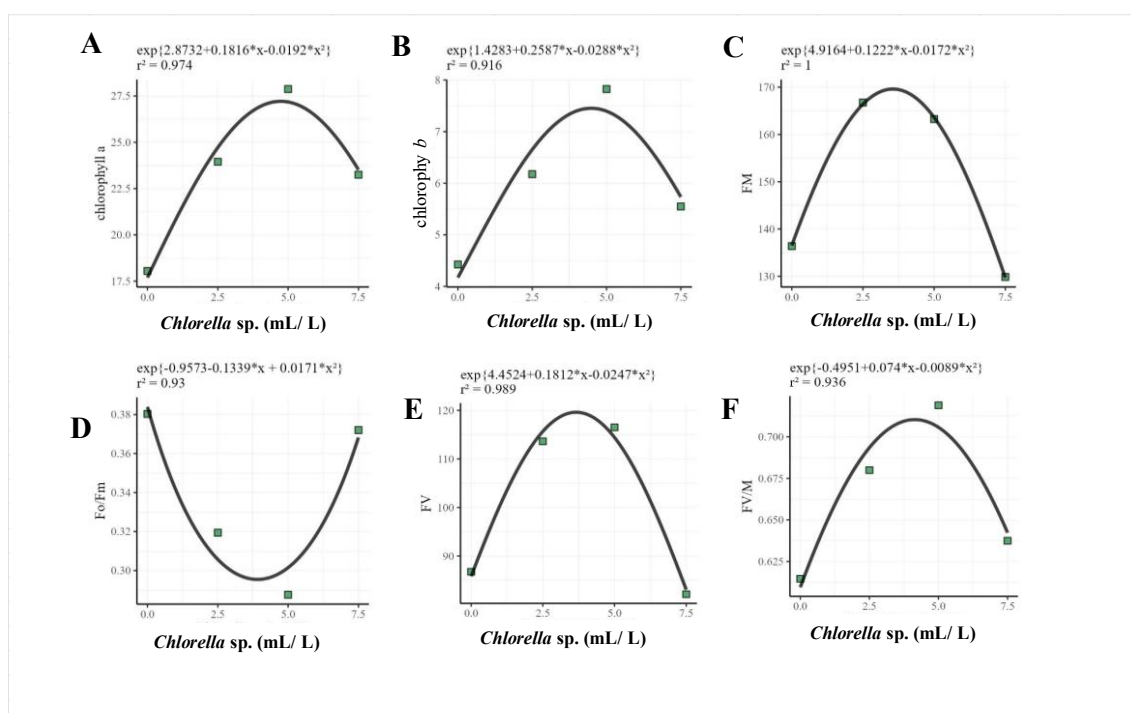 A
exp{2.8732+0.1816*x-0.0192*x²}
r² = 0.974
27.5
25.0
22.5
20.0
17.5
chlorophyll a
0.0 2.5 5.0 7.5
Chlorella sp. (mL/ L)
B
exp{1.4283+0.2587*x-0.0288*x²}
r² = 0.916
8
7
6
5
4
chlorophy b
0.0 2.5 5.0 7.5
Chlorella sp. (mL/ L)
C
exp{4.9164+0.1222*x-0.0172*x²}
r² = 1
170
160
150
140
130
FM
0.0 2.5 5.0 7.5
Chlorella sp. (mL/ L)
D
exp{-0.9573-0.1339*x + 0.0171*x²}
r² = 0.93
0.38
0.36
0.34
0.32
0.30
Fo/Fm
0.0 2.5 5.0 7.5
Chlorella sp. (mL/ L)
E
exp{4.4524+0.1812*x-0.0247*x²}
r² = 0.989
120
110
100
90
FV
0.0 2.5 5.0 7.5
Chlorella sp. (mL/ L)
F
exp{-0.4951+0.074*x-0.0089*x²}
r² = 0.936
0.700
0.675
0.650
0.625
FV/M
0.0 2.5 5.0 7.5
Chlorella sp. (mL/ L)